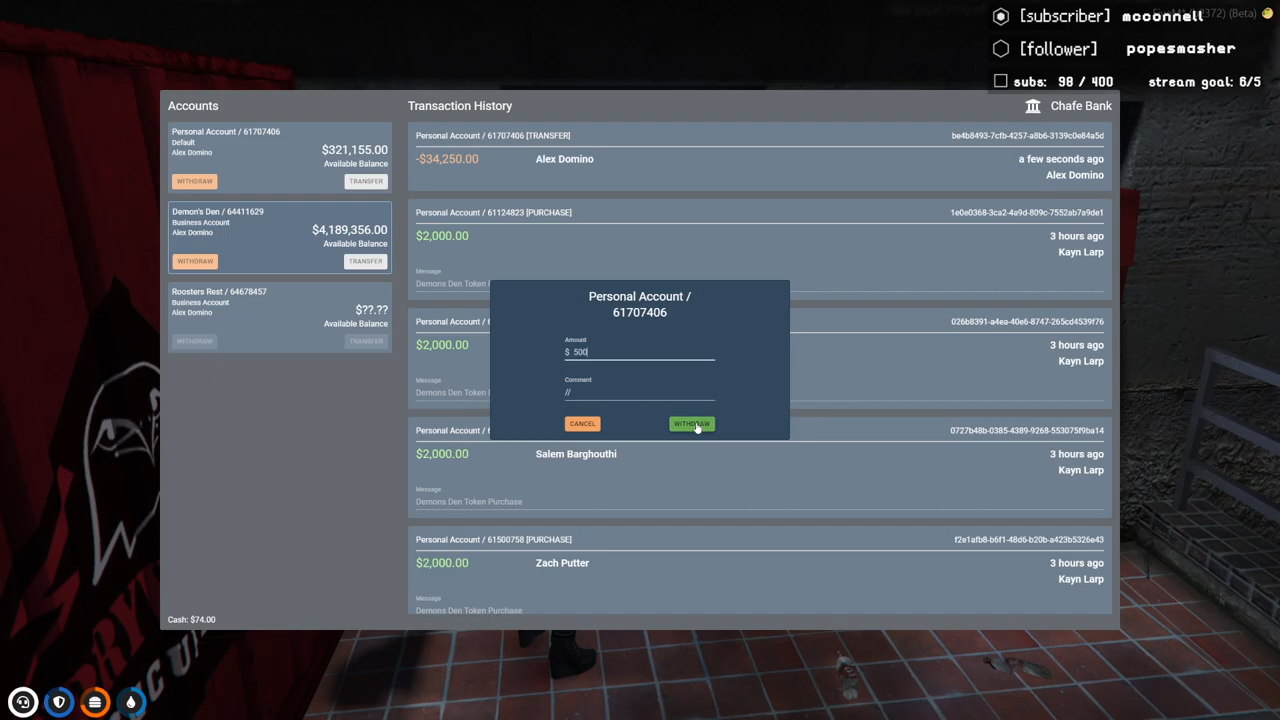 [subscriber] moconnell
[follower] popesmasher
subs: 98 / 400 stream goal: 6/5
Accounts
Transaction History
Chafe Bank
Personal Account / 61707406
Default
Alex Domino
$321,155.00
Available Balance
WITHDRAW
TRANSFER
Demon's Den / 64411629
Business Account
Alex Domino
$4,189,356.00
Available Balance
WITHDRAW
TRANSFER
Roosters Rest / 64678457
Business Account
Alex Domino
$??.??
Available Balance
WITHDRAW
TRANSFER
Cash: $74.00
Personal Account / 61707406 [TRANSFER]
be4b8493-7cfb-4257-a8b6-3139c0e84a5d
-$34,250.00
Alex Domino
a few seconds ago
Alex Domino
Personal Account / 61124823 [PURCHASE]
1e0e0368-3ca2-4a9d-809c-7552ab7a9de1
$2,000.00
3 hours ago
Kayn Larp
Message
Demons Den Token
026b8391-a4ea-40e6-8747-265cd4539f76
$2,000.00
3 hours ago
Kayn Larp
Message
Demons Den Token
0727b48b-0385-4389-9268-553075f9ba14
$2,000.00
Salem Barghouthi
3 hours ago
Kayn Larp
Message
Demons Den Token Purchase
Personal Account / 61500758 [PURCHASE]
f2e1afb8-b6f1-48d6-b20b-a423b5326e43
$2,000.00
Zach Putter
3 hours ago
Kayn Larp
Message
Demons Den Token Purchase
Personal Account /
61707406
Amount
$ 500
Comment
//
CANCEL
WITHDRAW